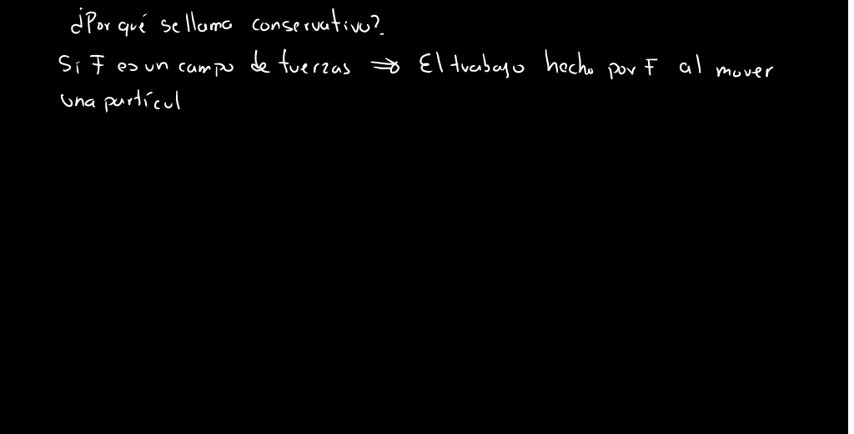 ¿Por qué se llama conservativo?.
Si F es un campo de fuerzas ⇒ El trabajo hecho por F al mover
una partícul